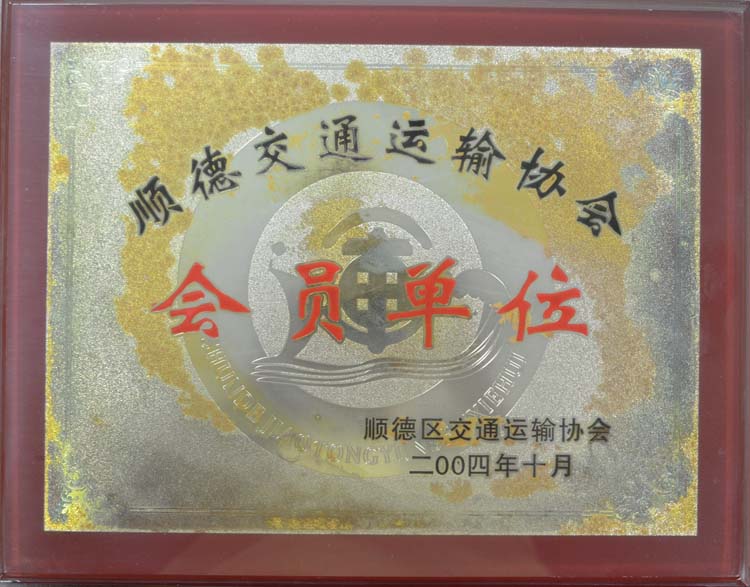 顺德交通运输协会
会员单位
顺德区交通运输协会
二00四年十月